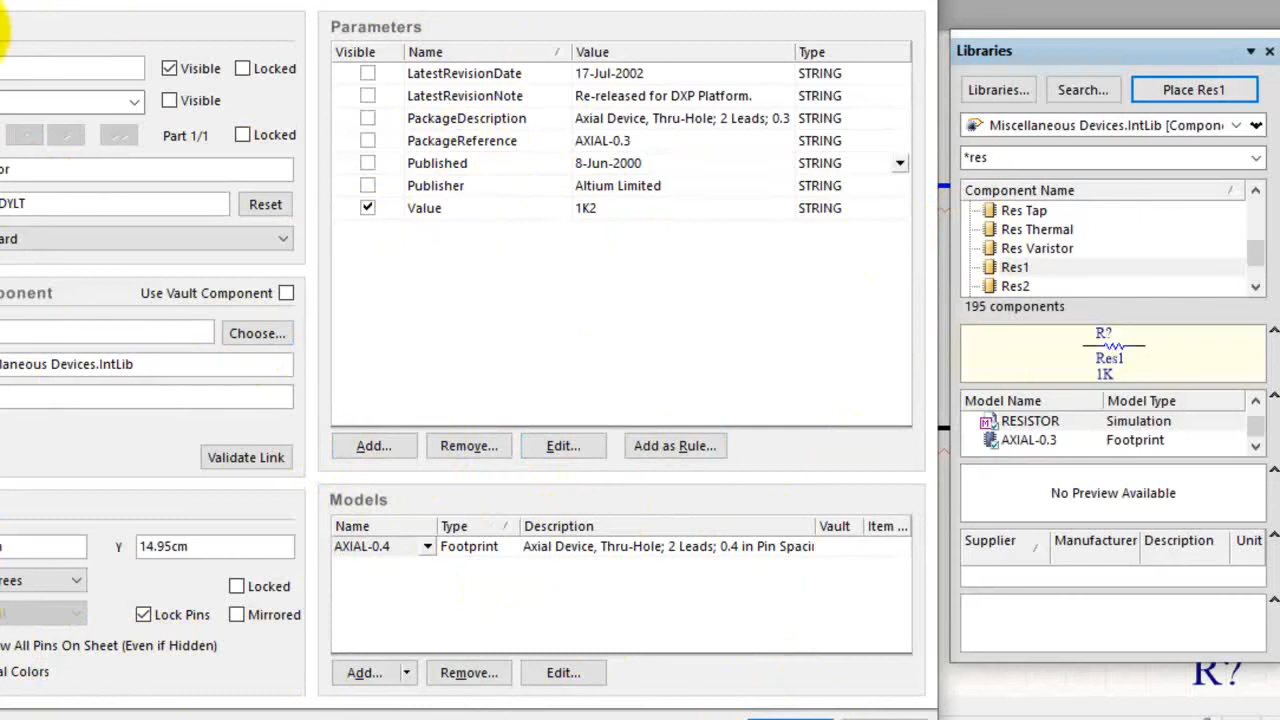 Visible
Locked
Visible
Part 1/1
Locked
or
DYLT
Reset
ard
ponent
Use Vault Component
Choose...
laneous Devices.IntLib
Validate Link
Y
14.95cm
rees
Locked
Lock Pins
Mirrored
w All Pins On Sheet (Even if Hidden)
al Colors
Parameters
Visible Name / Value Type
LatestRevisionDate 17-Jul-2002 STRING
LatestRevisionNote Re-released for DXP Platform. STRING
PackageDescription Axial Device, Thru-Hole; 2 Leads; 0.3 STRING
PackageReference AXIAL-0.3 STRING
Published 8-Jun-2000 STRING
Publisher Altium Limited STRING
Value 1K2 STRING
Add... Remove... Edit... Add as Rule...
Models
Name Type / Description Vault Item ...
AXIAL-0.4 Footprint Axial Device, Thru-Hole; 2 Leads; 0.4 in Pin Spaci
Add... Remove... Edit...
Libraries
Libraries... Search... Place Res1
Miscellaneous Devices.IntLib [Compon
*res
Component Name /
Res Tap
Res Thermal
Res Varistor
Res1
Res2
195 components
R?
Res1
1K
Model Name Model Type
RESISTOR Simulation
AXIAL-0.3 Footprint
No Preview Available
Supplier / Manufacturer Description Unit
R?